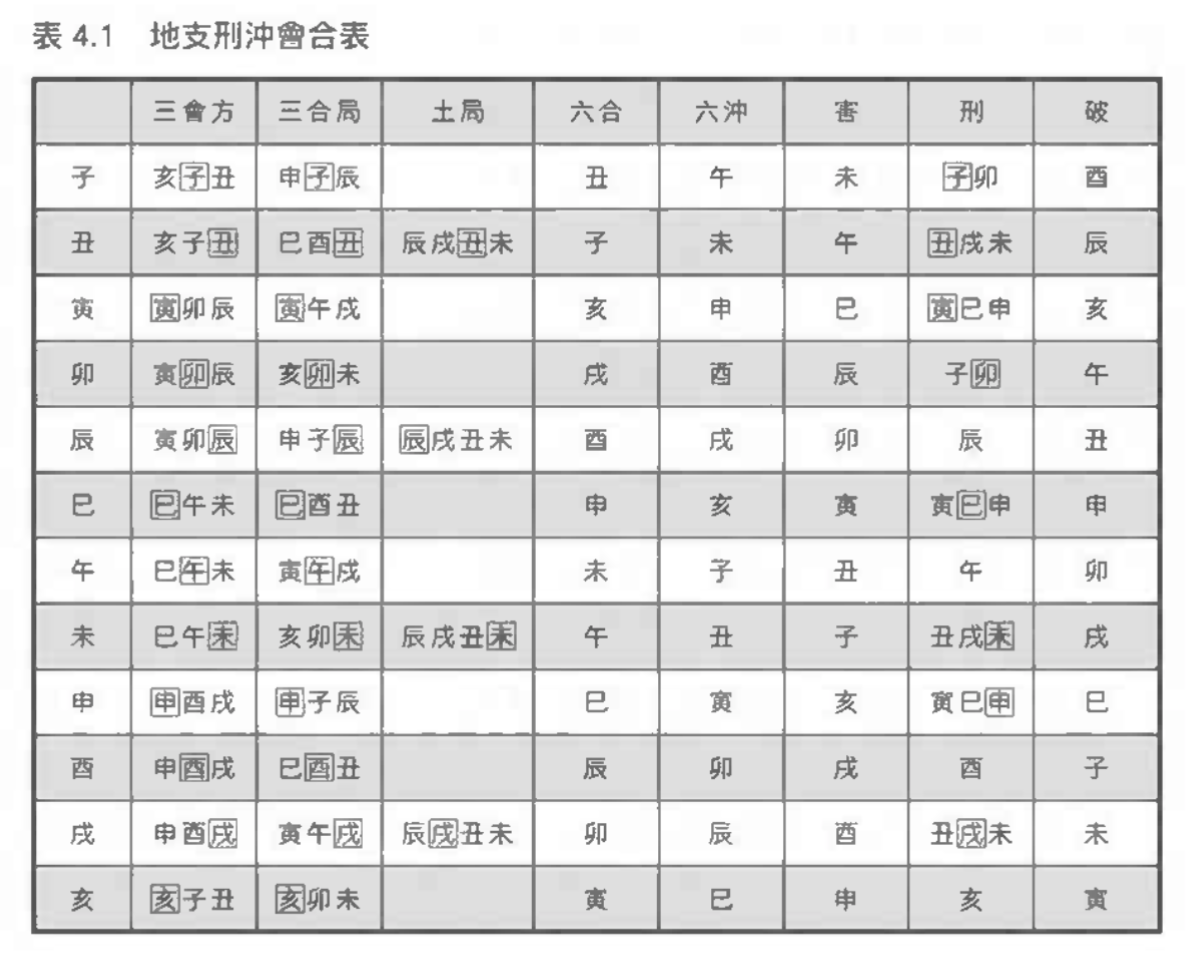 表 4.1 地支刑沖會合表
三會方 三合局 土局 六合 六沖 害 刑 破
子 亥子丑 申子辰 丑 午 未 子卯 酉
丑 亥子丑 巳酉丑 辰戌丑未 子 未 午 丑戌未 辰
寅 寅卯辰 寅午戌 亥 申 巳 寅巳申 亥
卯 寅卯辰 亥卯未 戌 酉 辰 子卯 午
辰 寅卯辰 申子辰 辰戌丑未 酉 戌 卯 辰 丑
巳 巳午未 巳酉丑 申 亥 寅 寅巳申 申
午 巳午未 寅午戌 未 子 丑 午 卯
未 巳午未 亥卯未 辰戌丑未 午 丑 子 丑戌未 戌
申 申酉戌 申子辰 巳 寅 亥 寅巳申 巳
酉 申酉戌 巳酉丑 辰 卯 戌 酉 子
戌 申酉戌 寅午戌 辰戌丑未 卯 辰 酉 丑戌未 未
亥 亥子丑 亥卯未 寅 巳 申 亥 寅